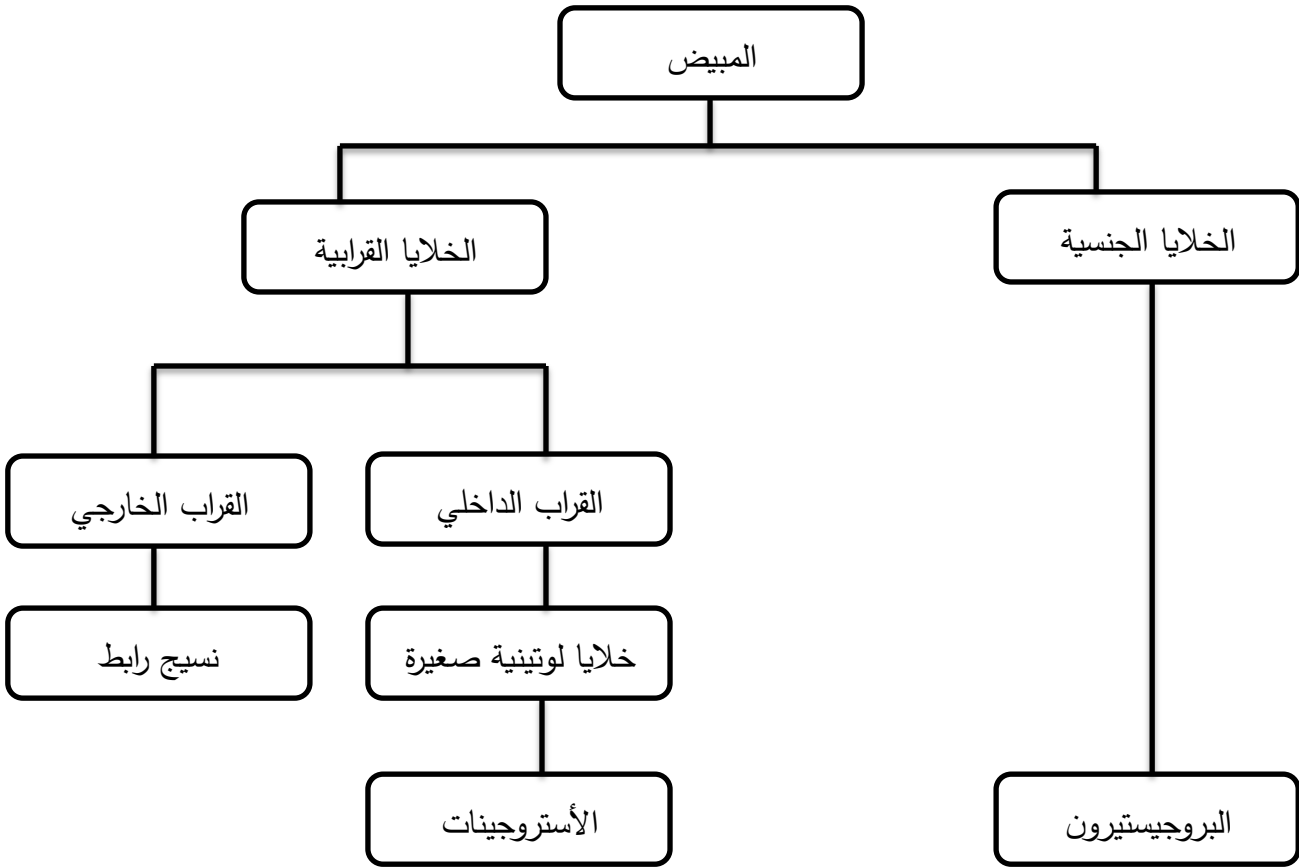 المبيض
الخلايا الجنسية
الخلايا القرابية
القراب الداخلي
القراب الخارجي
خلايا لوتينية صغيرة
نسيج رابط
البروجيستيرون
الأستروجينات